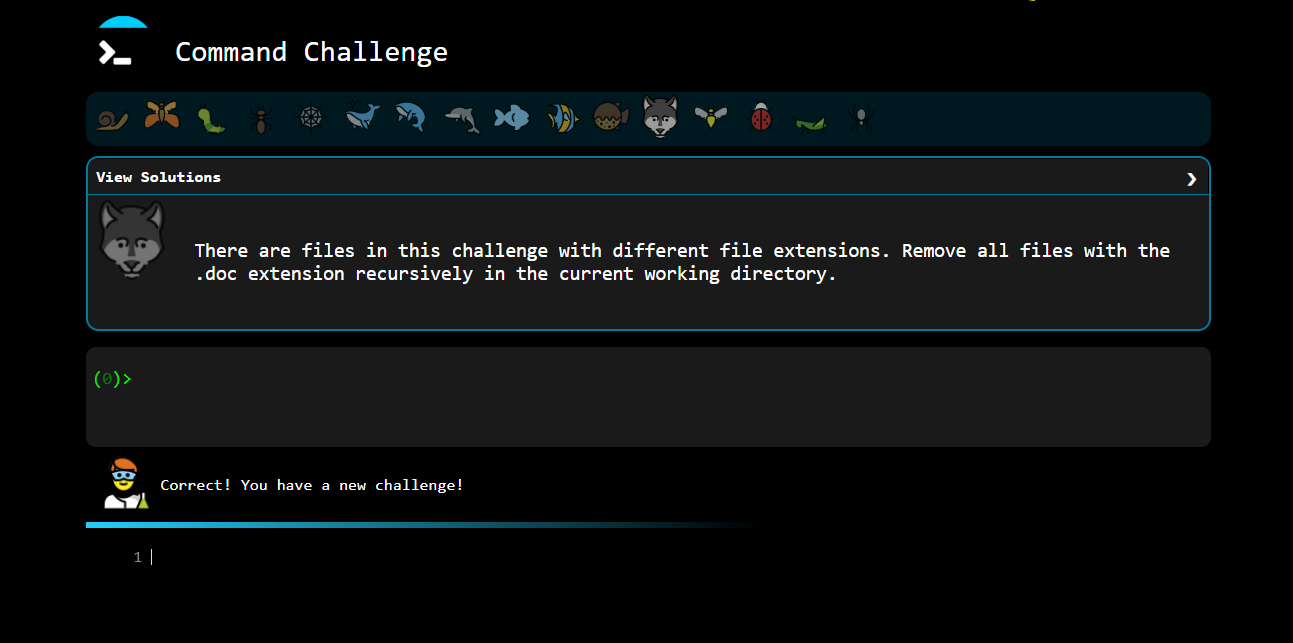 Command Challenge
View Solutions
There are files in this challenge with different file extensions. Remove all files with the
.doc extension recursively in the current working directory.
(0)>
Correct! You have a new challenge!
1